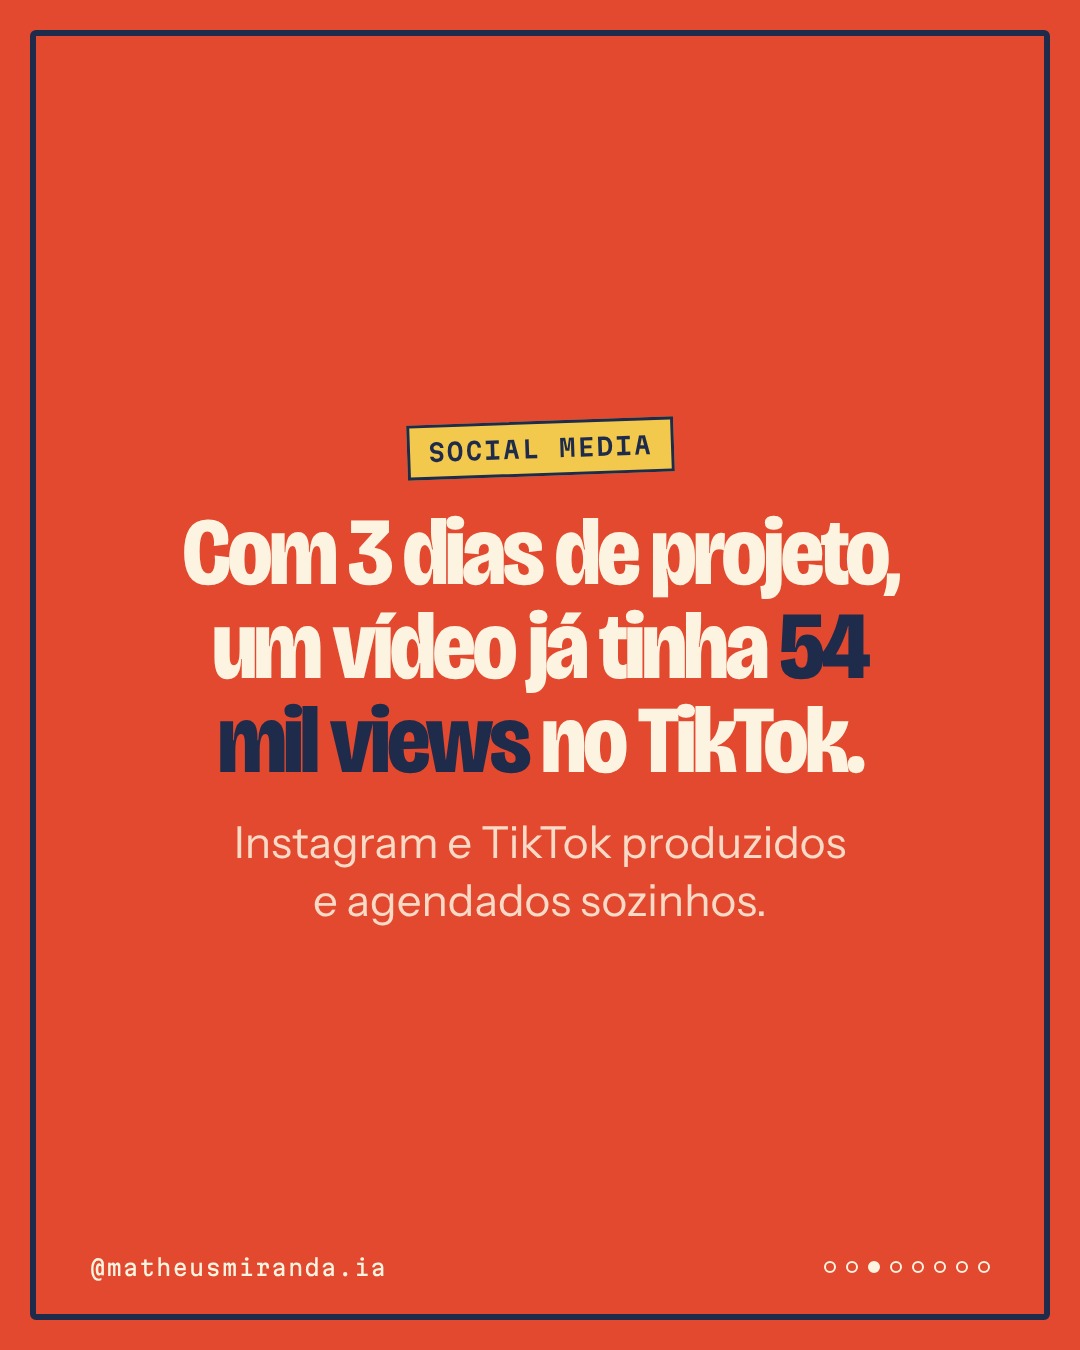 SOCIAL MEDIA
Com 3 dias de projeto,
um vídeo já tinha 54
mil views no TikTok.
Instagram e TikTok produzidos
e agendados sozinhos.
@matheusmiranda.ia